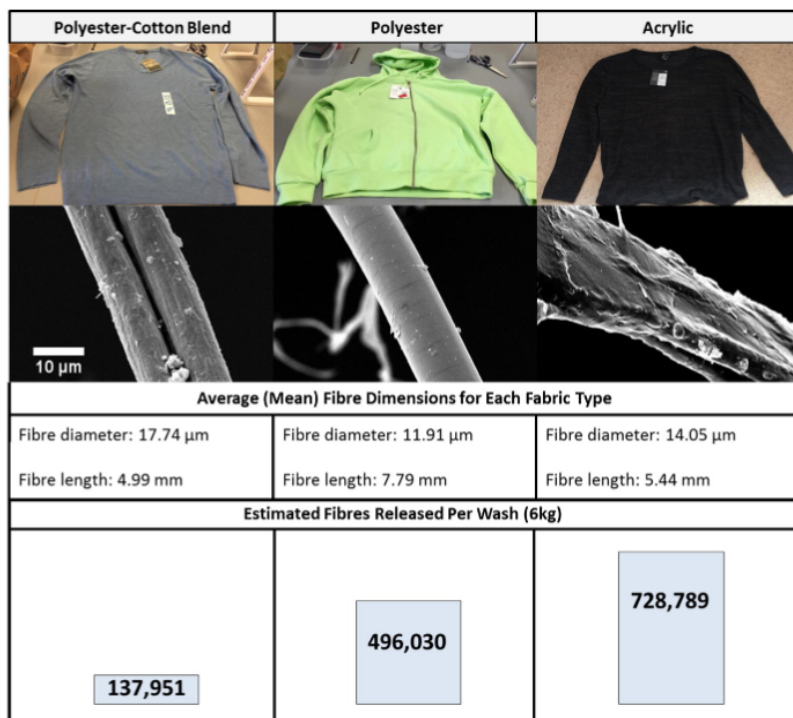 Polyester-Cotton Blend
Polyester
Acrylic
10 µm
Average (Mean) Fibre Dimensions for Each Fabric Type
Fibre diameter: 17.74 µm
Fibre length: 4.99 mm
Fibre diameter: 11.91 µm
Fibre length: 7.79 mm
Fibre diameter: 14.05 µm
Fibre length: 5.44 mm
Estimated Fibres Released Per Wash (6kg)
137,951
496,030
728,789